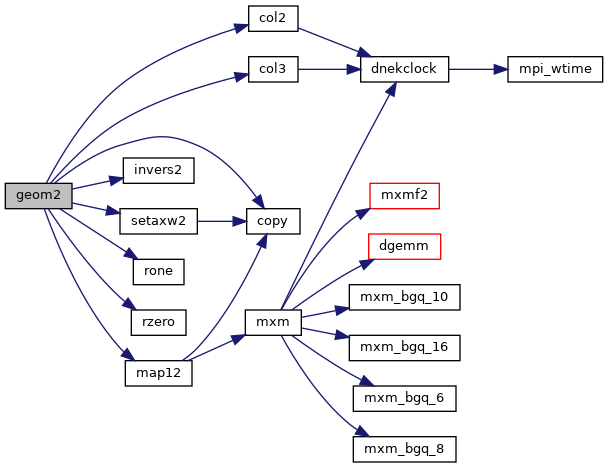 col2
col3
dnekclock
mpi_wtime
invers2
geom2
mxmf2
setaxw2
copy
dgemm
rone
mxm_bgq_10
rzero
mxm
mxm_bgq_16
map12
mxm_bgq_6
mxm_bgq_8